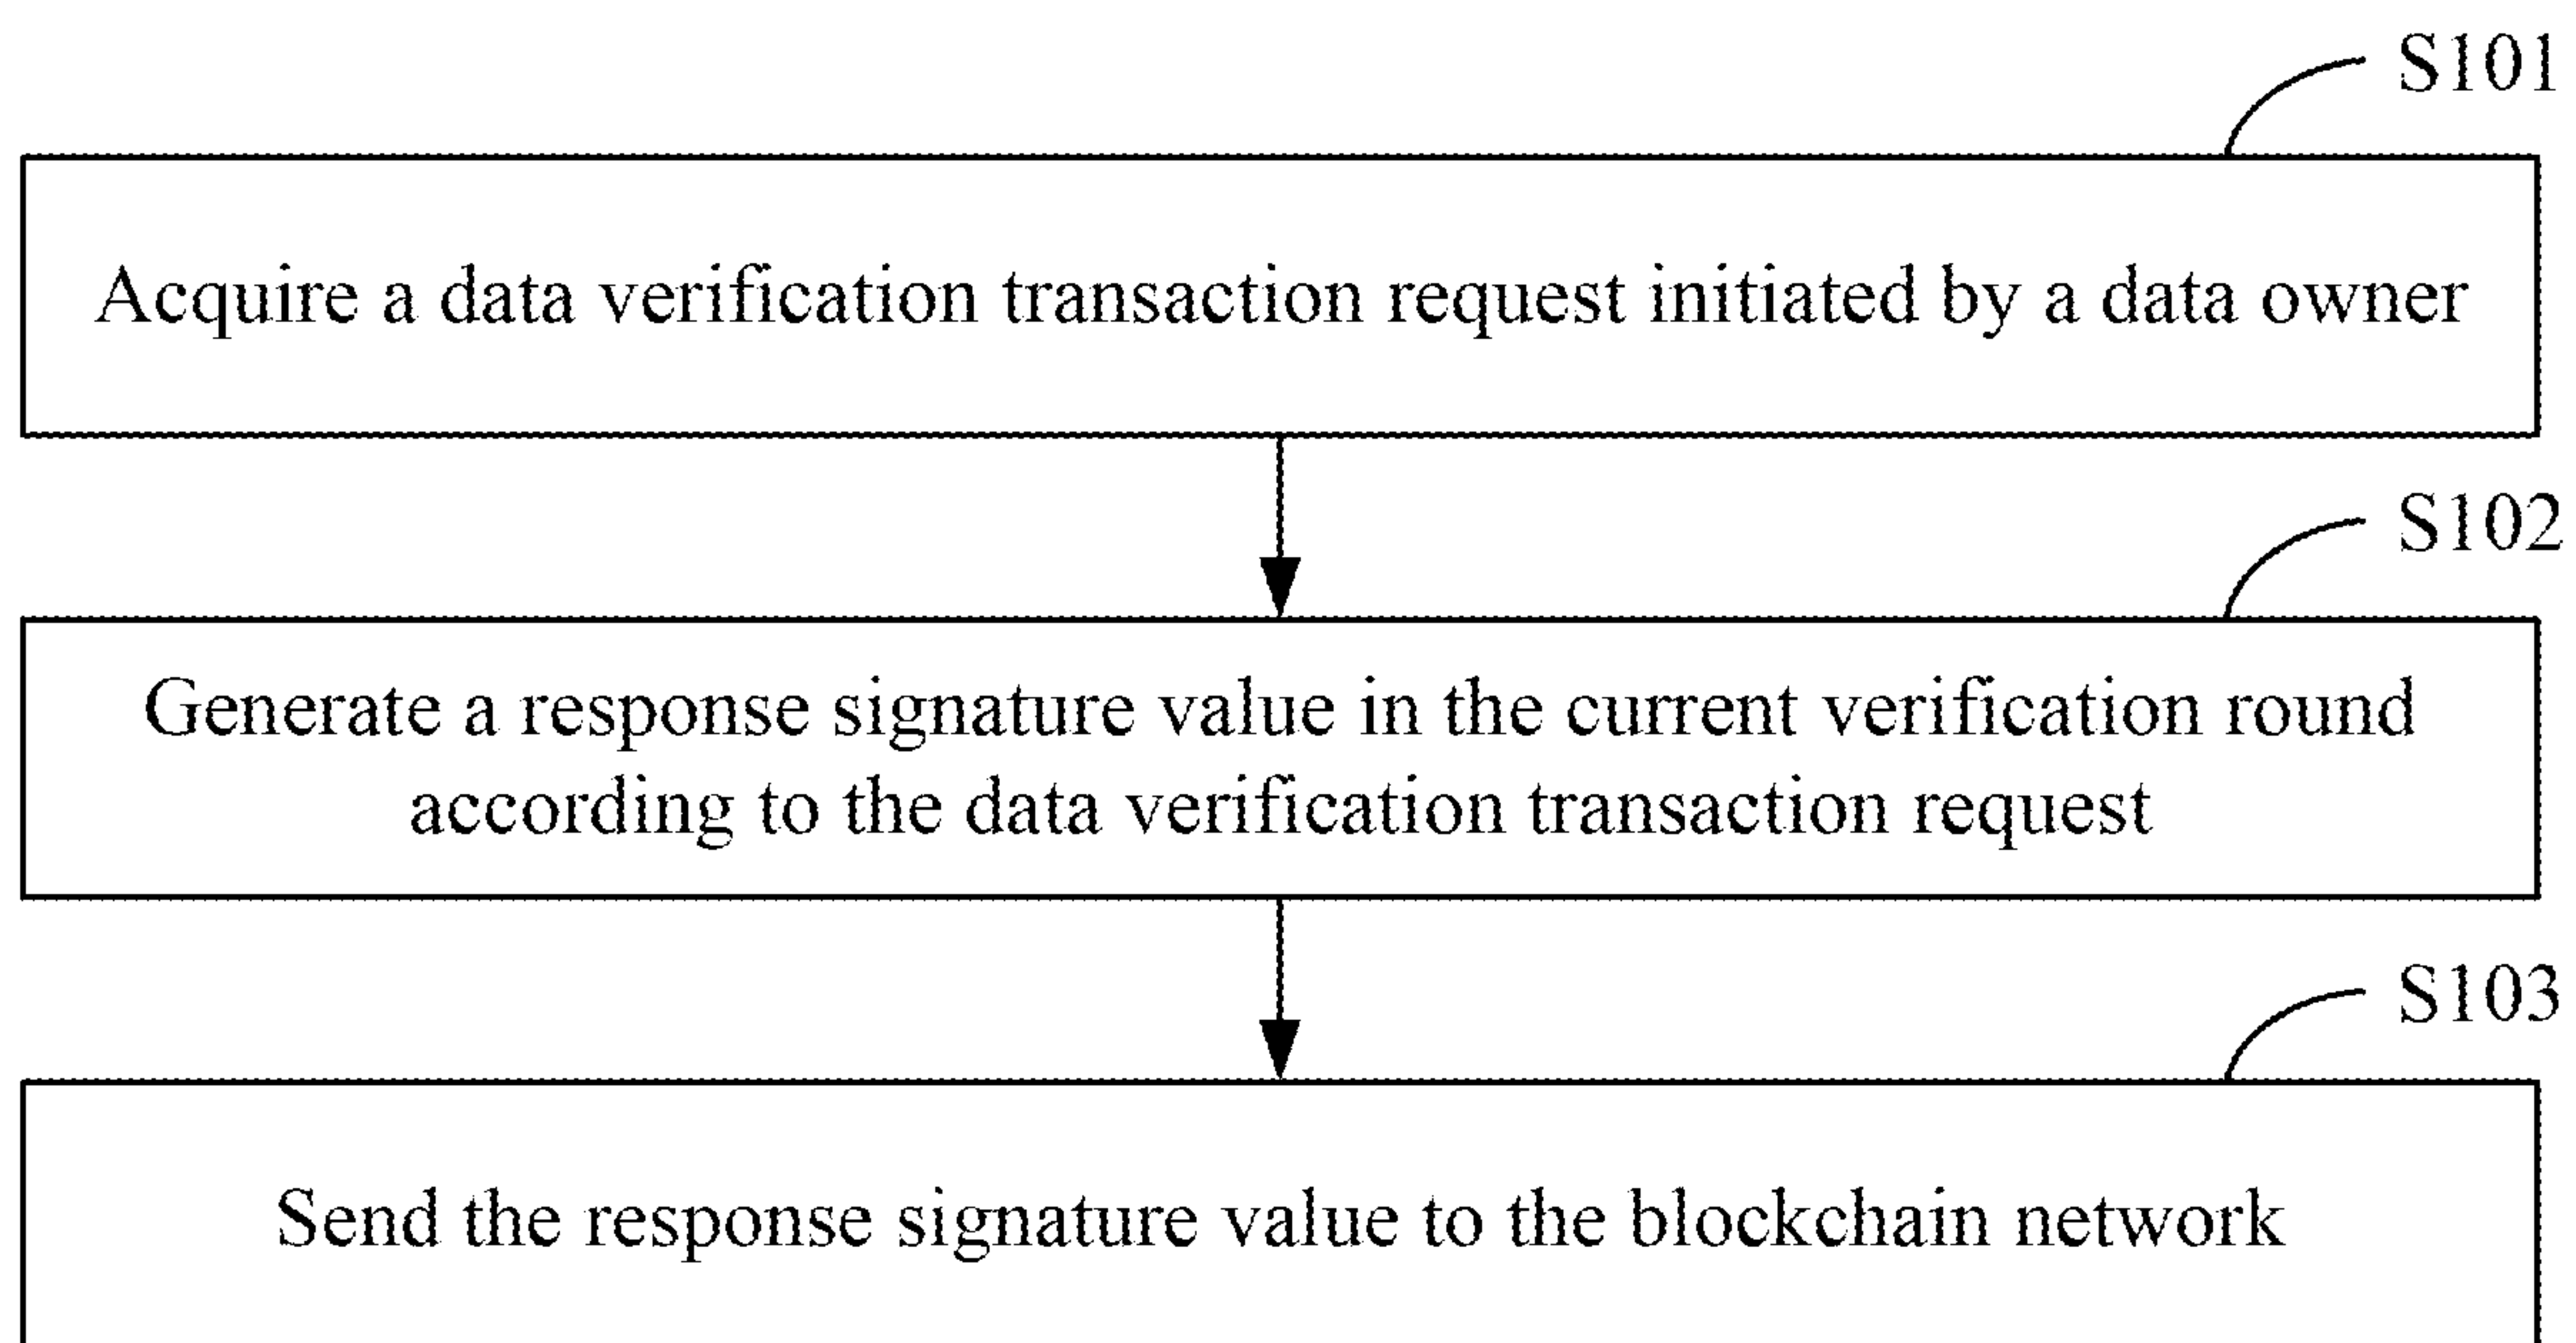 S101
Acquire a data verification transaction request initiated by a data owner
S102
Generate a response signature value in the current verification round
according to the data verification transaction request
S103
Send the response signature value to the blockchain network